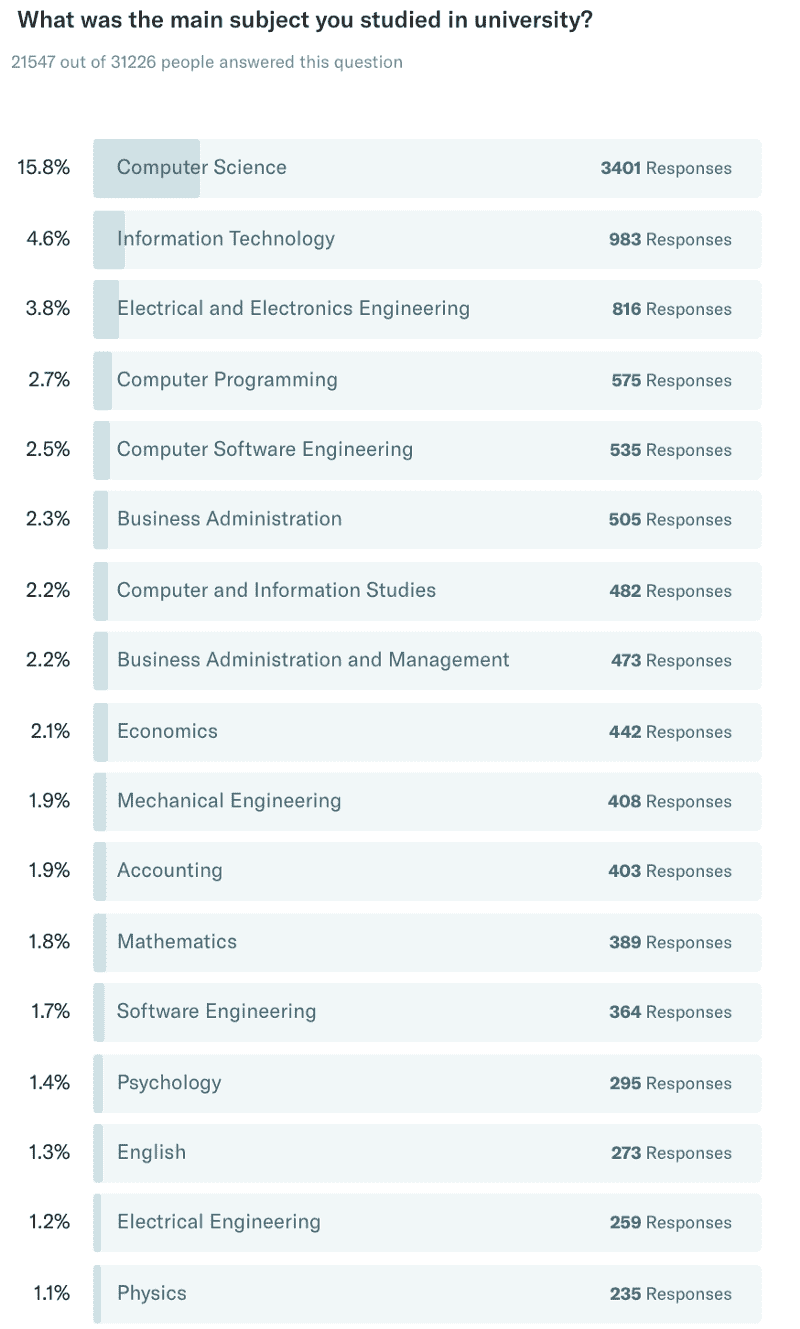 What was the main subject you studied in university?
21547 out of 31226 people answered this question
15.8% Computer Science 3401 Responses
4.6% Information Technology 983 Responses
3.8% Electrical and Electronics Engineering 816 Responses
2.7% Computer Programming 575 Responses
2.5% Computer Software Engineering 535 Responses
2.3% Business Administration 505 Responses
2.2% Computer and Information Studies 482 Responses
2.2% Business Administration and Management 473 Responses
2.1% Economics 442 Responses
1.9% Mechanical Engineering 408 Responses
1.9% Accounting 403 Responses
1.8% Mathematics 389 Responses
1.7% Software Engineering 364 Responses
1.4% Psychology 295 Responses
1.3% English 273 Responses
1.2% Electrical Engineering 259 Responses
1.1% Physics 235 Responses